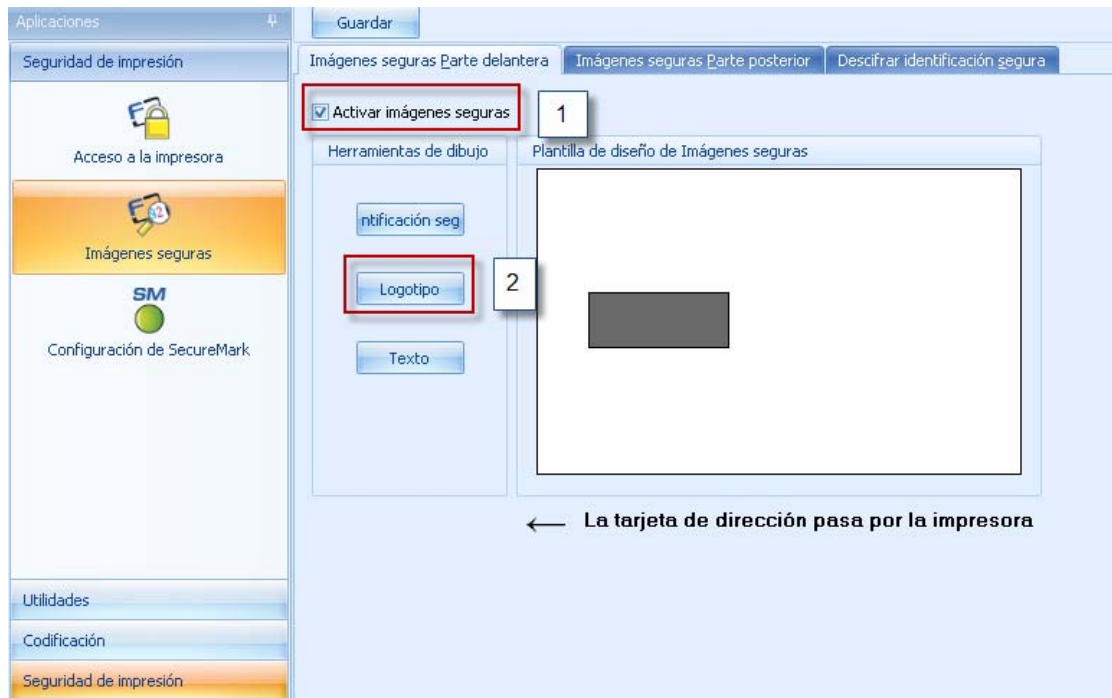 Aplicaciones
Guardar
Seguridad de impresión
Imágenes seguras Parte delantera
Imágenes seguras Parte posterior
Descifrar identificación segura
Activar imágenes seguras
1
Acceso a la impresora
Herramientas de dibujo
Plantilla de diseño de Imágenes seguras
ntificación seg
Imágenes seguras
Logotipo
2
SM
Configuración de SecureMark
Texto
← La tarjeta de dirección pasa por la impresora
Utilidades
Codificación
Seguridad de impresión